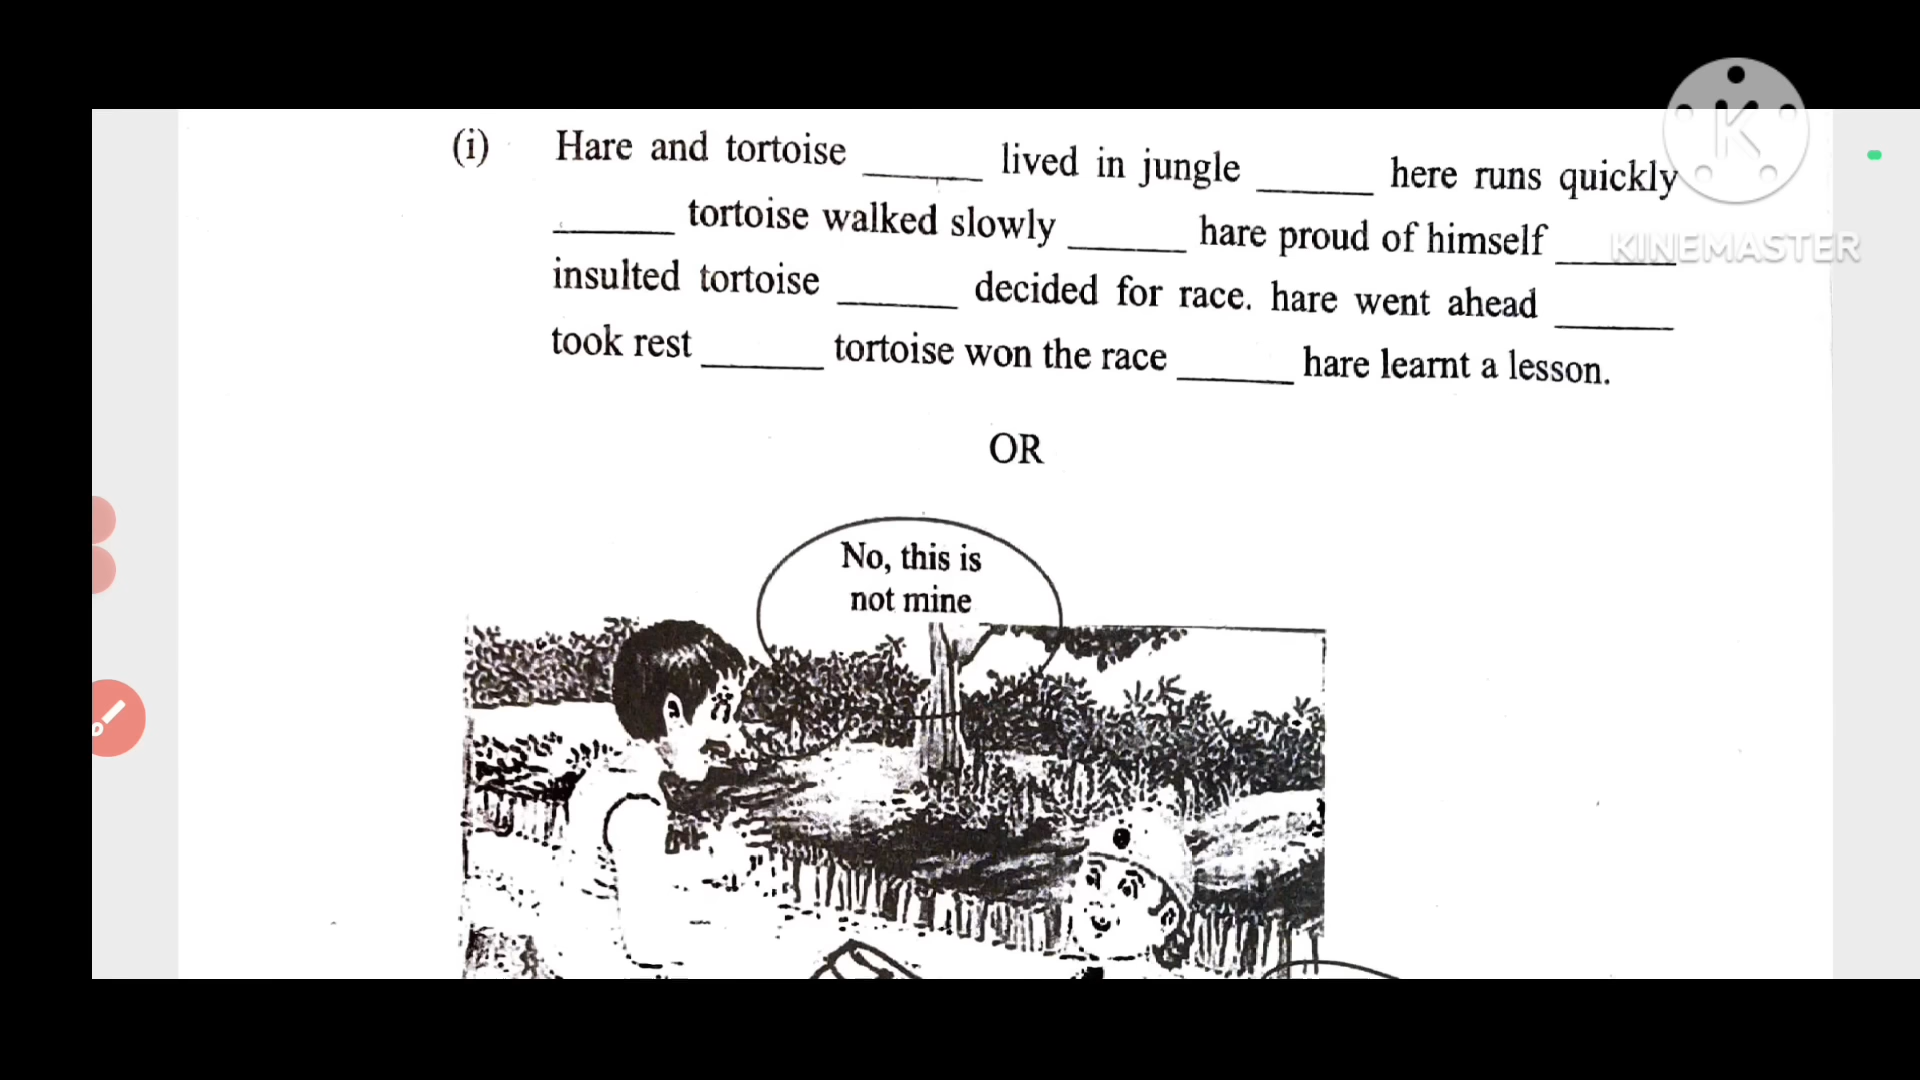 KINEMASTER
(i) Hare and tortoise ______ lived in jungle ______ here runs quickly
______ tortoise walked slowly ______ hare proud of himself ______
insulted tortoise ______ decided for race. hare went ahead ______
took rest ______ tortoise won the race ______ hare learnt a lesson.
OR
No, this is
not mine